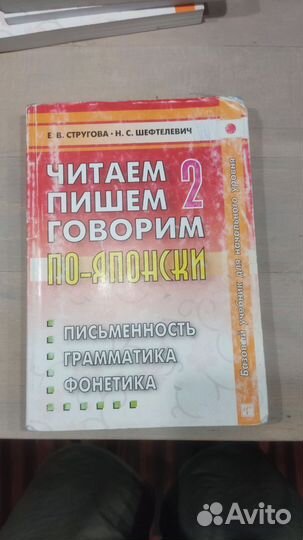 Е. В. СТРУГОВА • Н. С. ШЕФТЕЛЕВИЧ
ЧИТАЕМ
ПИШЕМ 2
ГОВОРИМ
ПО-ЯПОНСКИ
ПИСЬМЕННОСТЬ
ГРАММАТИКА
ФОНЕТИКА
Базовый учебник для начального уровня
Avito